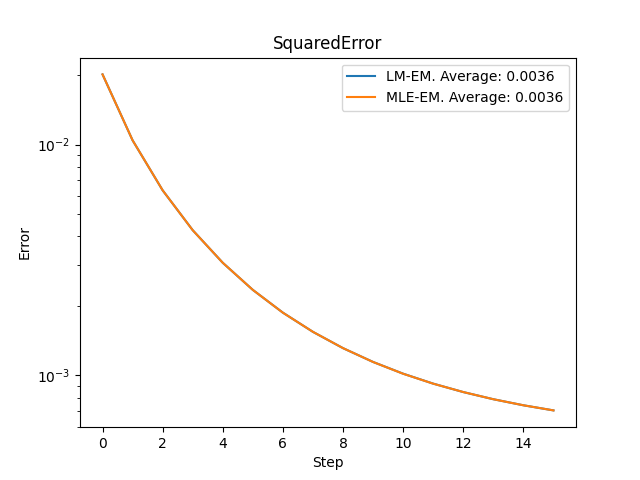 SquaredError
LM-EM. Average: 0.0036
MLE-EM. Average: 0.0036
10⁻²
10⁻³
Error
0 2 4 6 8 10 12 14
Step